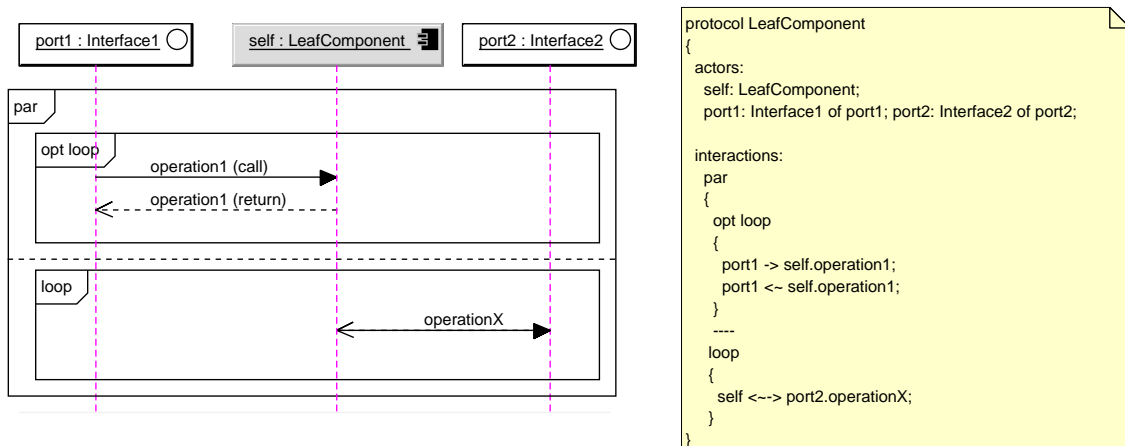 port1 : Interface1
self : LeafComponent
port2 : Interface2
par
opt loop
operation1 (call)
operation1 (return)
loop
operationX
protocol LeafComponent
{
actors:
self: LeafComponent;
port1: Interface1 of port1; port2: Interface2 of port2;
interactions:
par
{
opt loop
{
port1 -> self.operation1;
port1 <~ self.operation1;
}
----
loop
{
self <~-> port2.operationX;
}
}